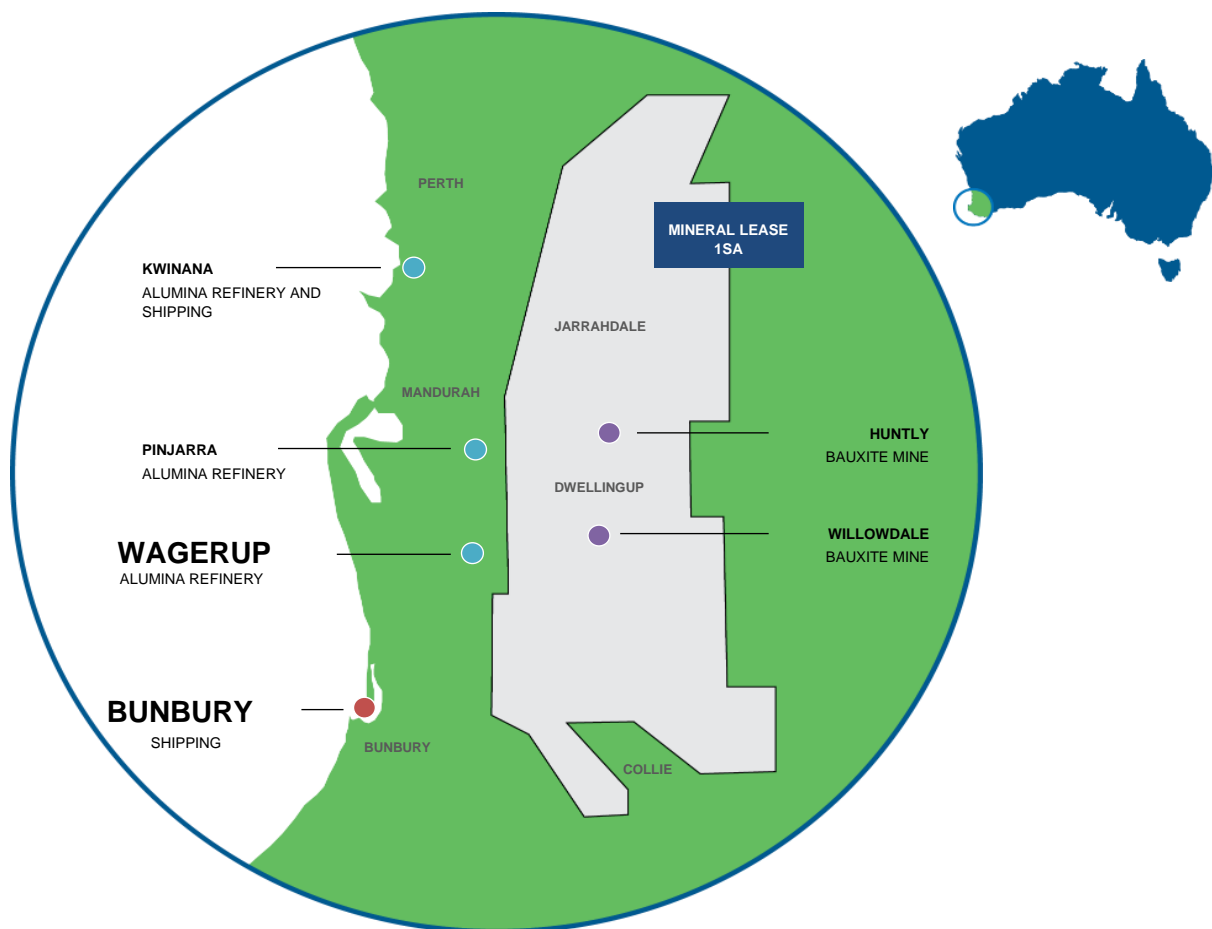 PERTH
MINERAL LEASE
1SA
KWINANA
ALUMINA REFINERY AND
SHIPPING
JARRAHDALE
MANDURAH
PINJARRA
ALUMINA REFINERY
HUNTLY
BAUXITE MINE
DWELLINGUP
WAGERUP
ALUMINA REFINERY
WILLOWDALE
BAUXITE MINE
BUNBURY
SHIPPING
BUNBURY
COLLIE